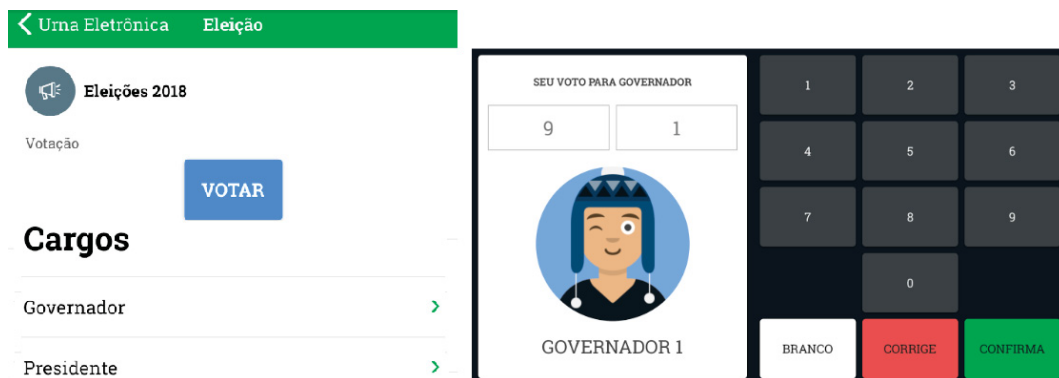 Urna Eletrônica Eleição
Eleições 2018
Votação
VOTAR
Cargos
Governador
Presidente
SEU VOTO PARA GOVERNADOR
9 1
GOVERNADOR 1
1 2 3
4 5 6
7 8 9
0
BRANCO CORRIGE CONFIRMA